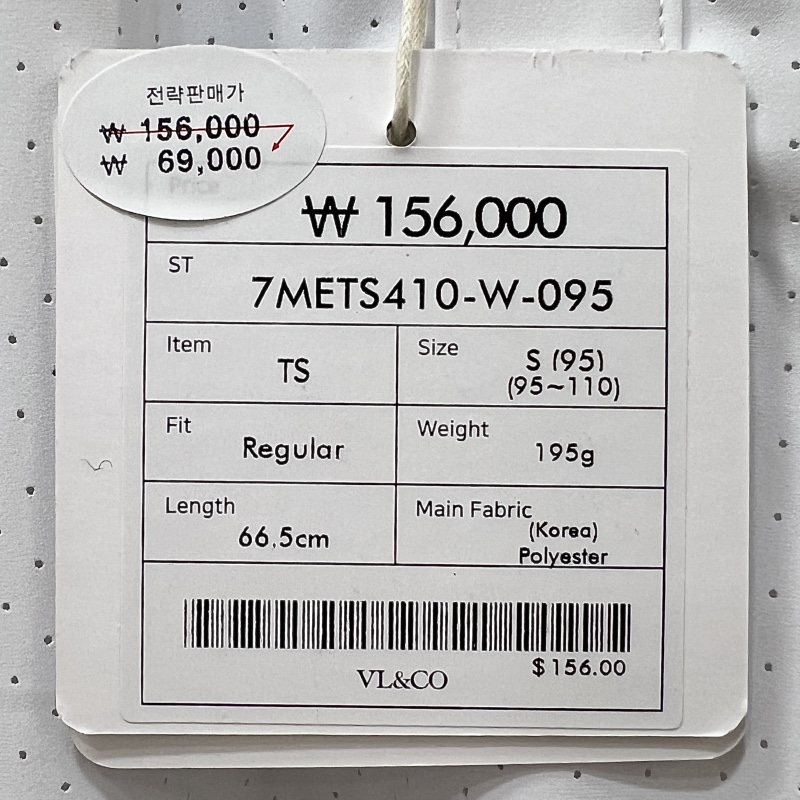 전략판매가
₩ 156,000
₩ 69,000
Price
₩ 156,000
ST
7METS410-W-095
Item
TS
Size
S (95)
(95~110)
Fit
Regular
Weight
195g
Length
66.5cm
Main Fabric
(Korea)
Polyester
$156.00
VL&CO